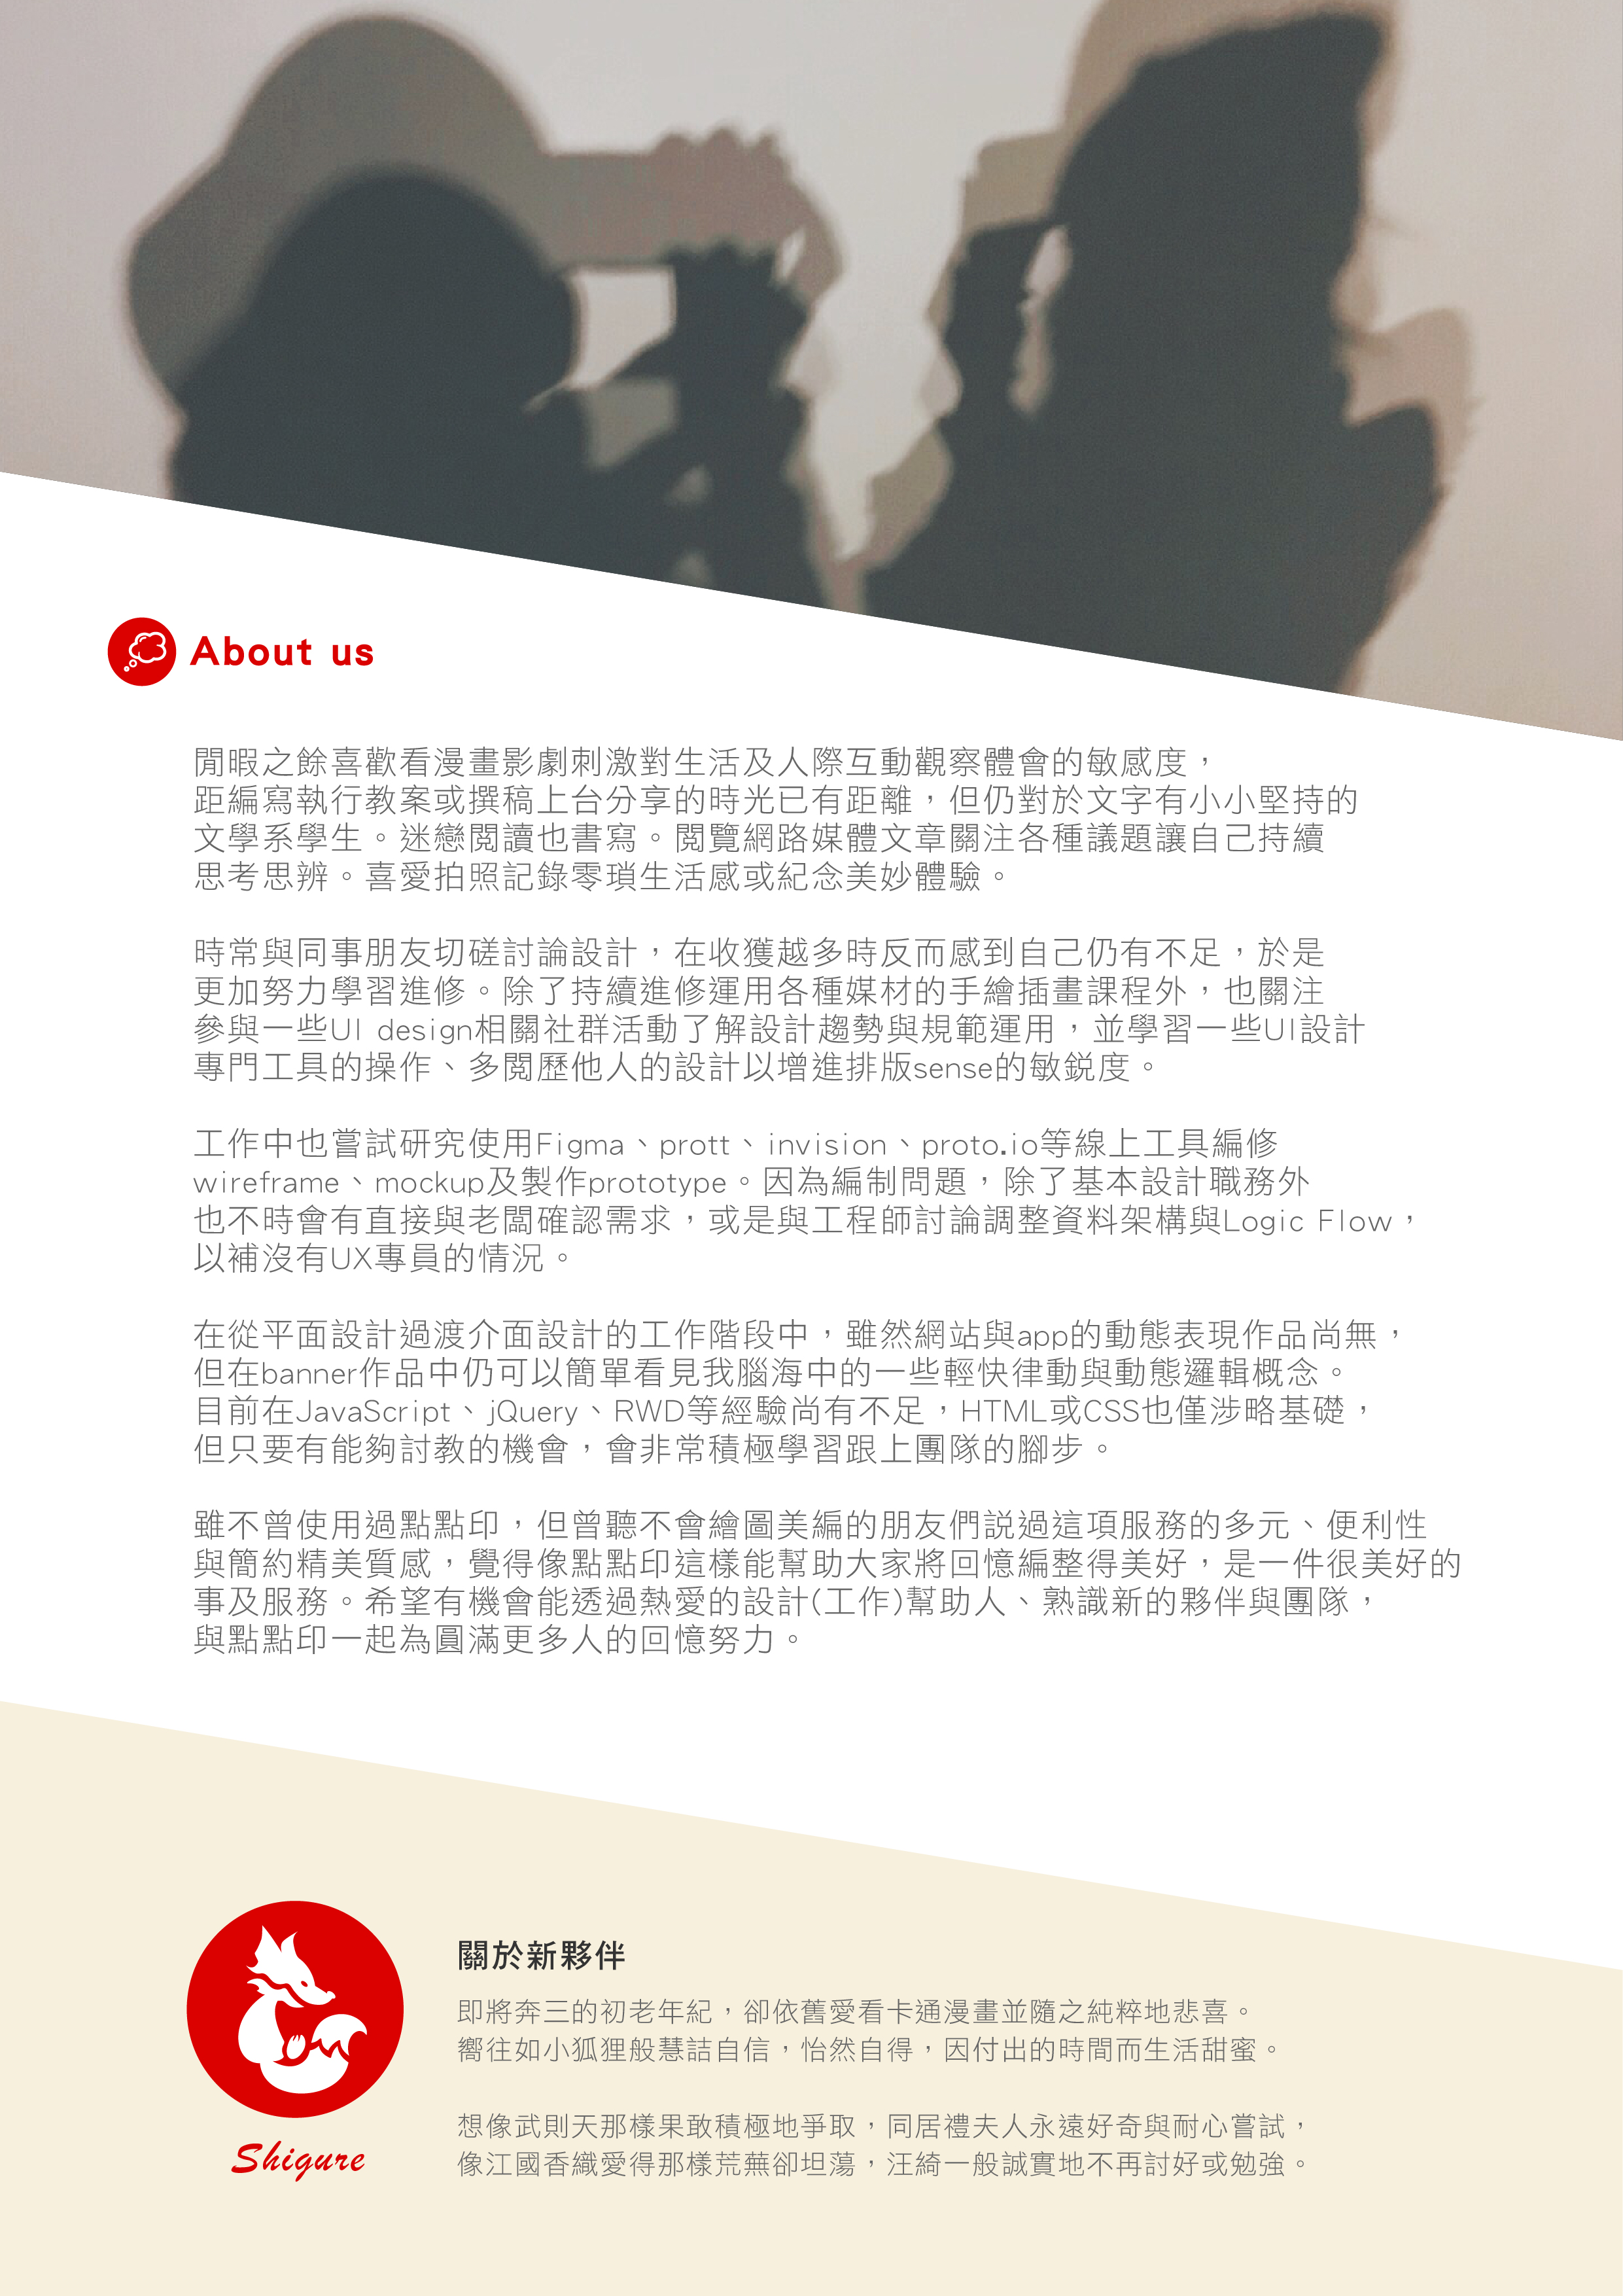 About us
閒暇之餘喜歡看漫畫影劇刺激對生活及人際互動觀察體會的敏感度，
距編寫執行教案或撰稿上台分享的時光已有距離，但仍對於文字有小小堅持的
文學系學生。迷戀閱讀也書寫。閱覽網路媒體文章關注各種議題讓自己持續
思考思辨。喜愛拍照記錄零瑣生活感或紀念美妙體驗。
時常與同事朋友切磋討論設計，在收獲越多時反而感到自己仍有不足，於是
更加努力學習進修。除了持續進修運用各種媒材的手繪插畫課程外，也關注
參與一些UI design相關社群活動了解設計趨勢與規範運用，並學習一些UI設計
專門工具的操作、多閱歷他人的設計以增進排版sense的敏銳度。
工作中也嘗試研究使用Figma、prott、invision、proto.io等線上工具編修
wireframe、mockup及製作prototype。因為編制問題，除了基本設計職務外
也不時會有直接與老闆確認需求，或是與工程師討論調整資料架構與Logic Flow，
以補沒有UX專員的情況。
在從平面設計過渡介面設計的工作階段中，雖然網站與app的動態表現作品尚無，
但在banner作品中仍可以簡單看見我腦海中的一些輕快律動與動態邏輯概念。
目前在JavaScript、jQuery、RWD等經驗尚有不足，HTML或CSS也僅涉略基礎，
但只要有能夠討教的機會，會非常積極學習跟上團隊的腳步。
雖不曾使用過點點印，但曾聽不會繪圖美編的朋友們說過這項服務的多元、便利性
與簡約精美質感，覺得像點點印這樣能幫助大家將回憶編整得美好，是一件很美好的
事及服務。希望有機會能透過熱愛的設計(工作)幫助人、熟識新的夥伴與團隊，
與點點印一起為圓滿更多人的回憶努力。
關於新夥伴
即將奔三的初老年紀，卻依舊愛看卡通漫畫並隨之純粹地悲喜。
嚮往如小狐狸般慧詰自信，怡然自得，因付出的時間而生活甜蜜。
想像武則天那樣果敢積極地爭取，同居禮夫人永遠好奇與耐心嘗試，
像江國香織愛得那樣荒蕪卻坦蕩，汪綺一般誠實地不再討好或勉強。
Shigure